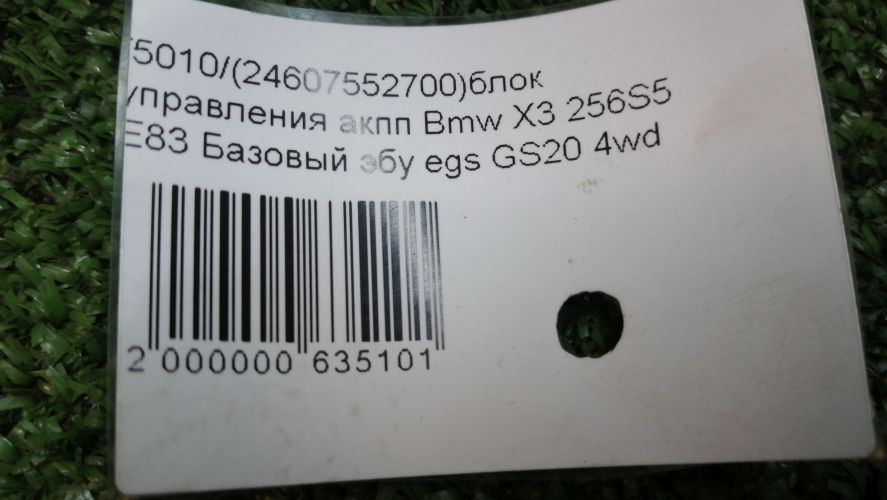 5010/(24607552700)блок
управления акпп Bmw X3 256S5
E83 Базовый эбу egs GS20 4wd
2 000000 635101